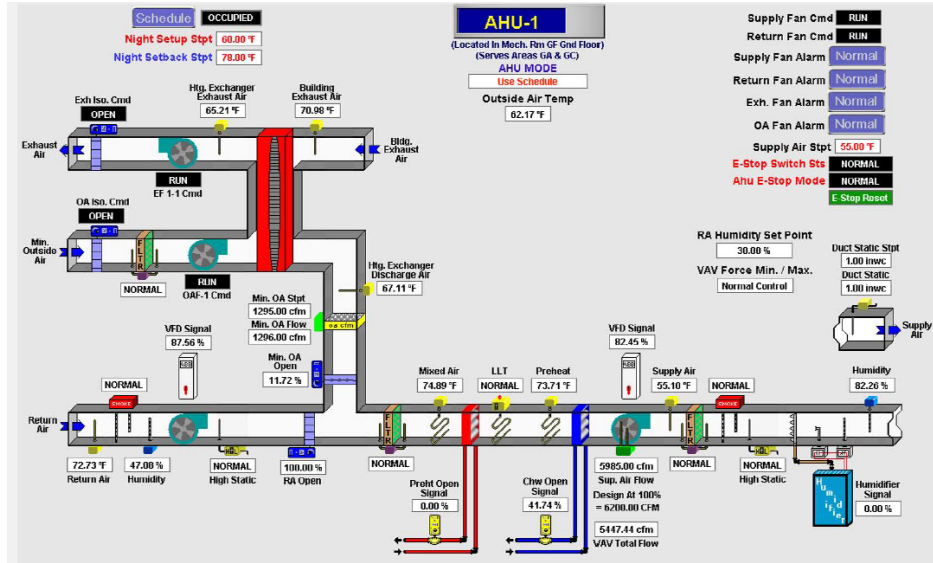 Schedule OCCUPIED
Night Setup Stpt 60.00 °F
Night Setback Stpt 78.00 °F
AHU-1
(Located In Mech. Rm GF Gnd Floor)
(Serves Areas GA & GC)
AHU MODE
Use Schedule
Outside Air Temp
62.17 °F
Supply Fan Cmd RUN
Return Fan Cmd RUN
Supply Fan Alarm Normal
Return Fan Alarm Normal
Exh. Fan Alarm Normal
OA Fan Alarm Normal
Supply Air Stpt 55.00 °F
E-Stop Switch Sts NORMAL
Ahu E-Stop Mode NORMAL
E-Stop Reset
Exh Iso. Cmd
OPEN
Htg. Exchanger
Exhaust Air
65.21 °F
Building
Exhaust Air
70.98 °F
Exhaust
Air
Bldg.
Exhaust
Air
RUN
EF 1-1 Cmd
OA Iso. Cmd
OPEN
Min.
Outside
Air
FLTR
NORMAL
RUN
OAF-1 Cmd
Htg. Exchanger
Discharge Air
67.11 °F
Min. OA Stpt
1295.00 cfm
Min. OA Flow
1296.00 cfm
oa cfm
Min. OA
Open
11.72 %
RA Humidity Set Point
30.00 %
VAV Force Min. / Max.
Normal Control
Duct Static Stpt
1.00 inwc
Duct Static
1.00 inwc
Supply
Air
VFD Signal
87.56 %
VFD Signal
82.45 %
NORMAL
SMOKE
Mixed Air
74.89 °F
LLT
NORMAL
Preheat
73.71 °F
Supply Air
55.10 °F
NORMAL
SMOKE
Humidity
82.26 %
Return
Air
72.73 °F
Return Air
47.08 %
Humidity
NORMAL
High Static
100.00 %
RA Open
FLTR
NORMAL
Preht Open
Signal
0.00 %
Chw Open
Signal
41.74 %
5985.00 cfm
Sup. Air Flow
Design At 100%
= 6200.00 CFM
5447.44 cfm
VAV Total Flow
FLTR
NORMAL
NORMAL
High Static
Humidifier
Humidifier
Signal
0.00 %